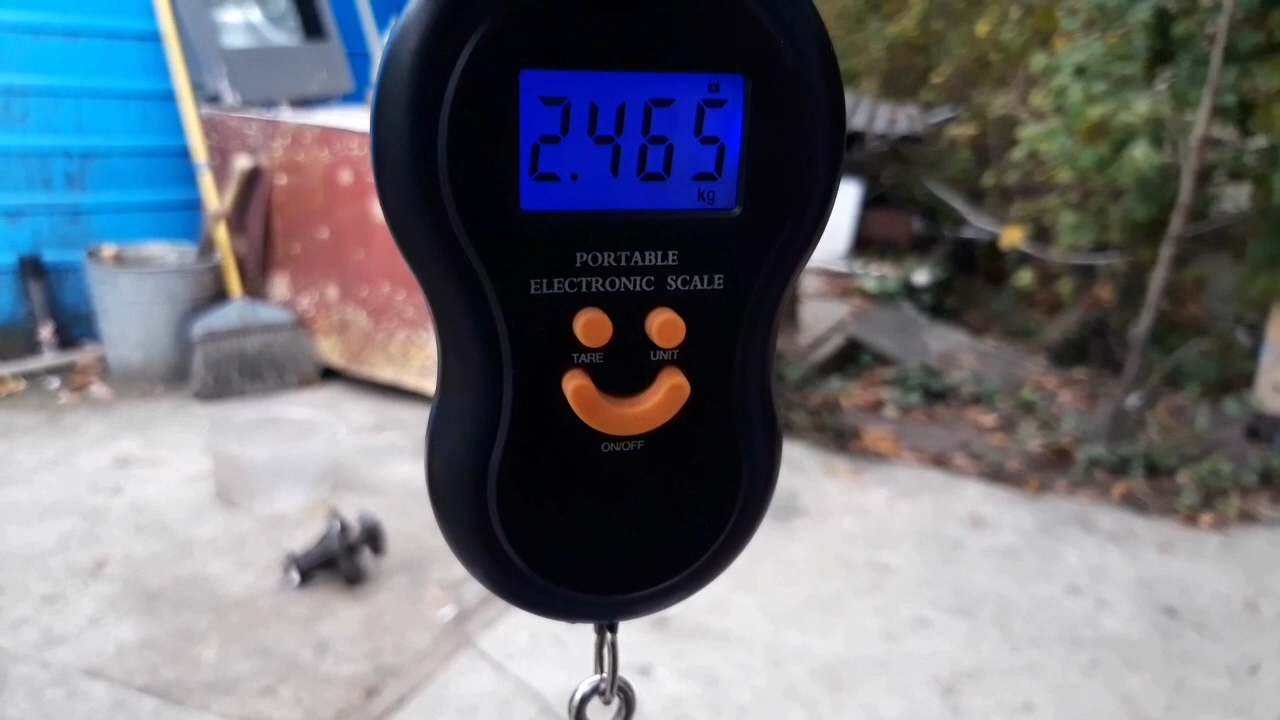 2.465
kg
PORTABLE
ELECTRONIC SCALE
TARE UNIT
ON/OFF